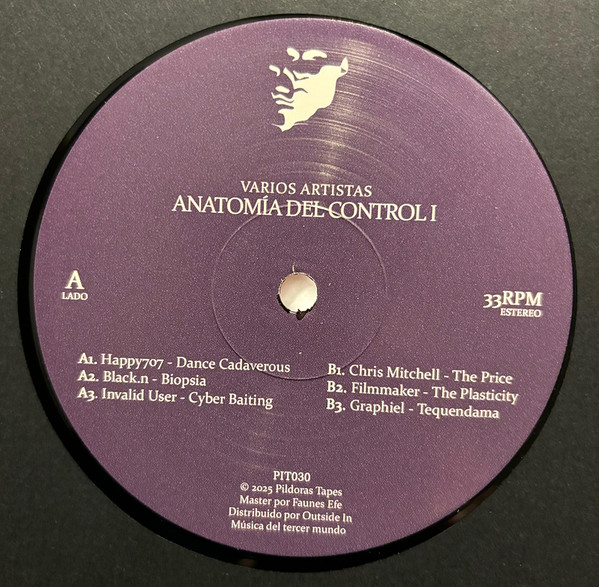 VARIOS ARTISTAS
ANATOMÍA DEL CONTROL I
A
LADO
33RPM
ESTEREO
A1. Happy707 - Dance Cadaverous
A2. Black.n - Biopsia
A3. Invalid User - Cyber Baiting
B1. Chris Mitchell - The Price
B2. Filmmaker - The Plasticity
B3. Graphiel - Tequendama
PIT030
© 2025 Pildoras Tapes
Master por Faunes Efe
Distribuido por Outside In
Música del tercer mundo